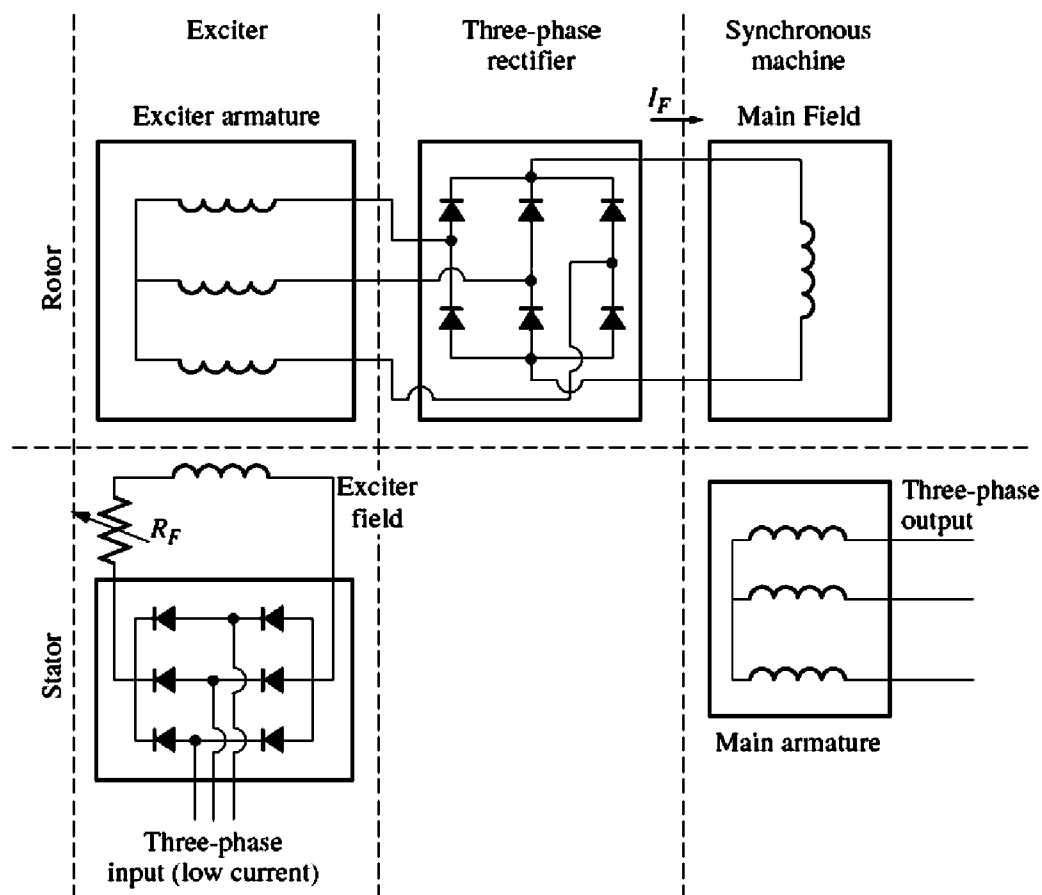 Exciter
Three-phase
rectifier
Synchronous
machine
Exciter armature
I_F
Main Field
Rotor
Exciter
field
R_F
Three-phase
output
Stator
Main armature
Three-phase
input (low current)